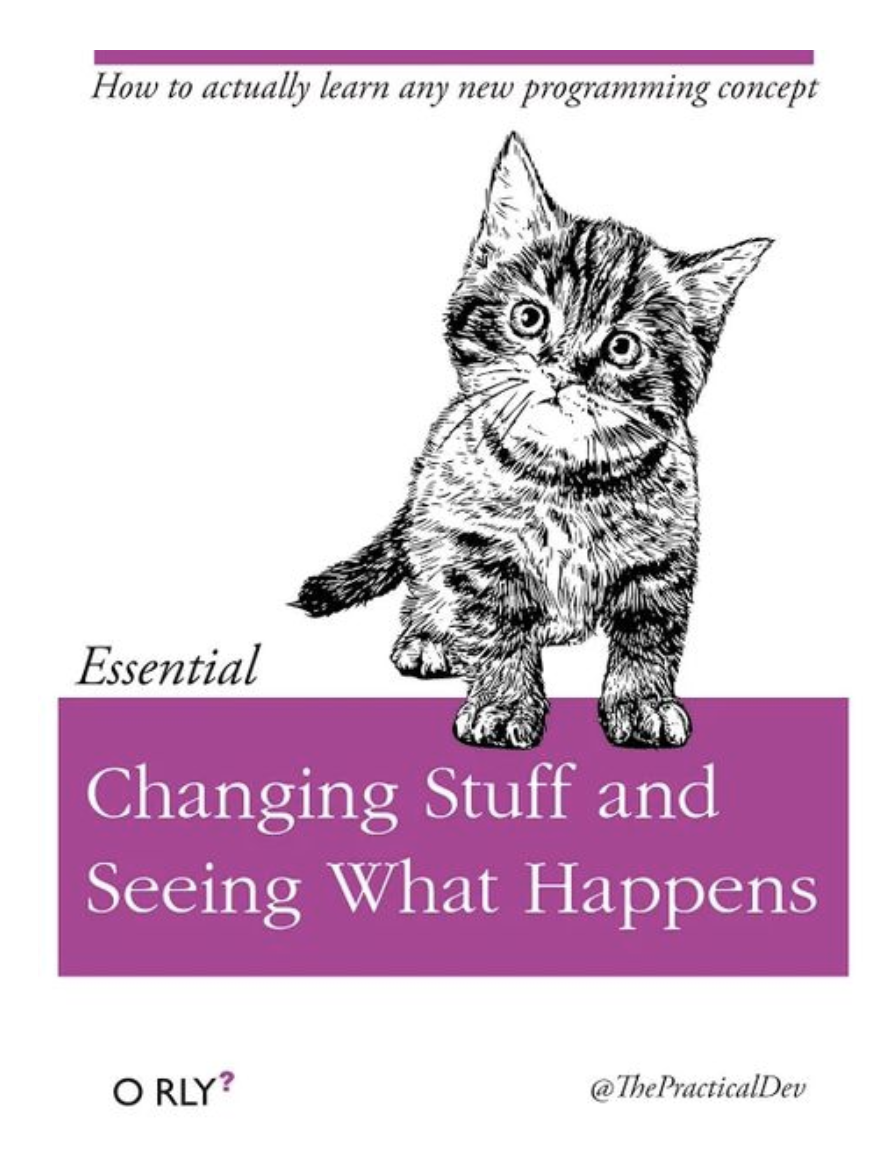 How to actually learn any new programming concept
Essential
Changing Stuff and
Seeing What Happens
O RLY?
@ThePracticalDev